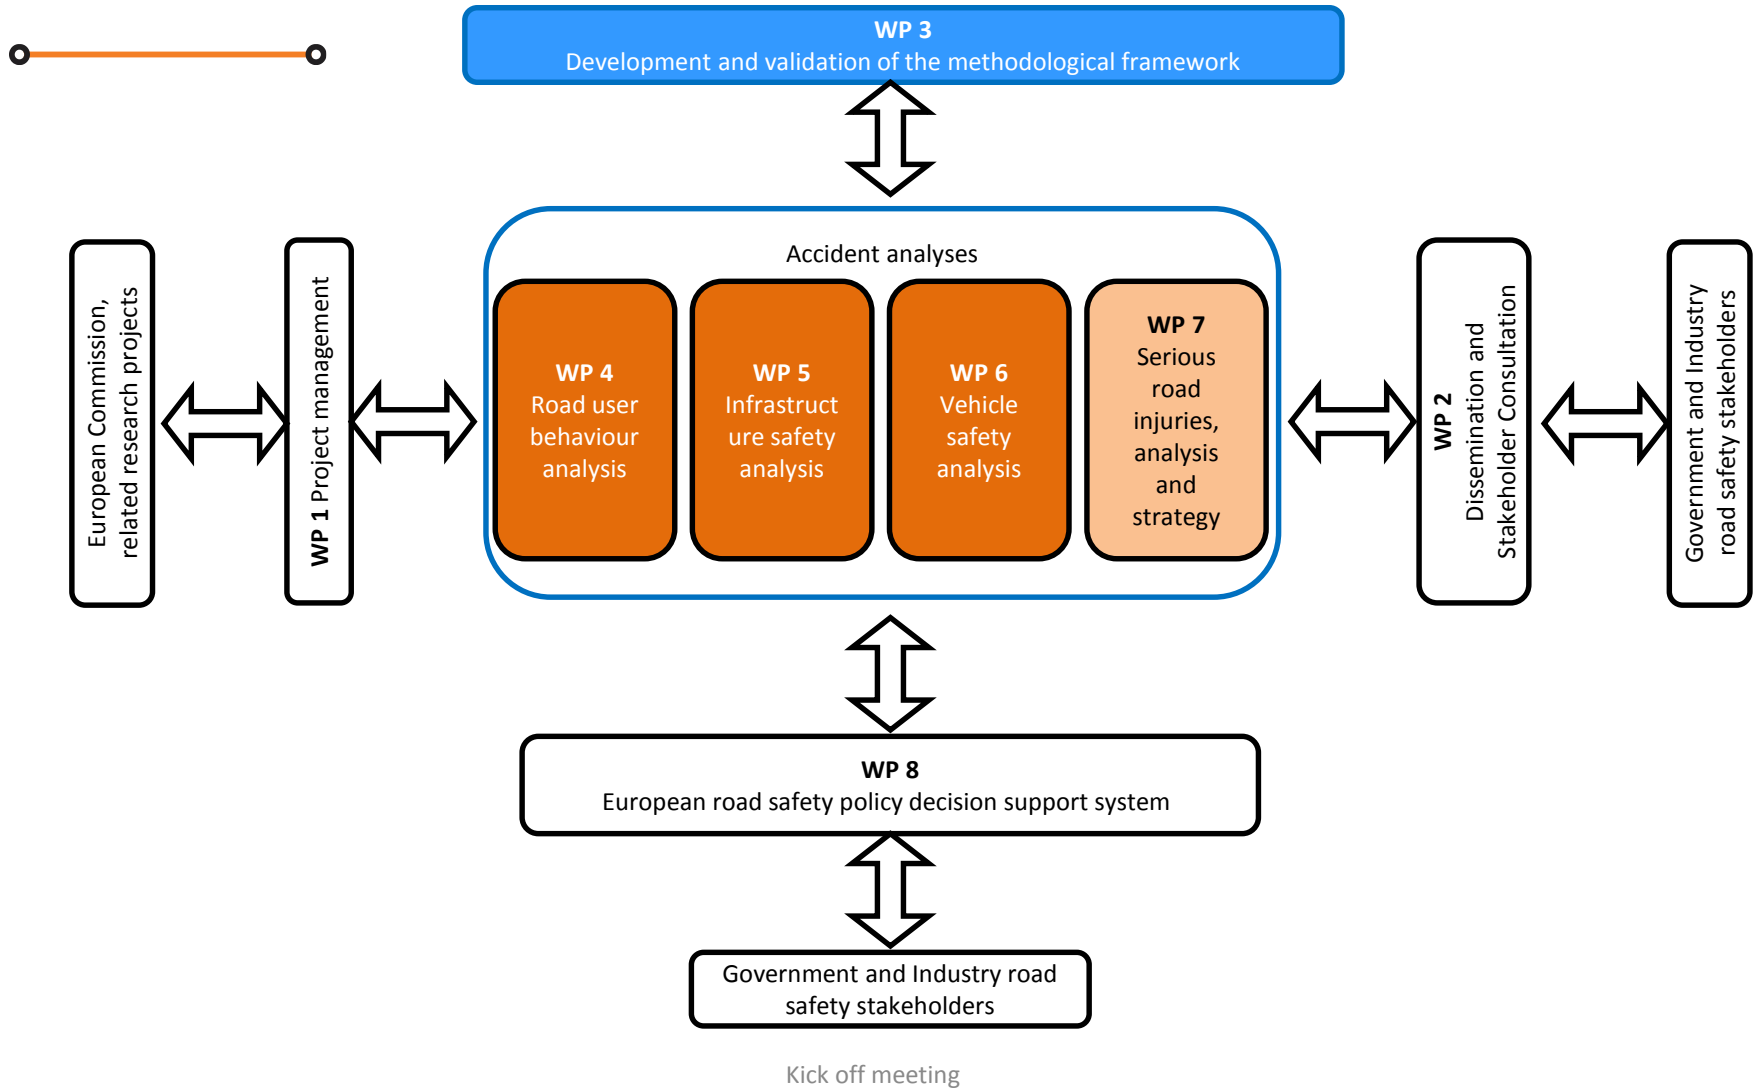 WP 3
Development and validation of the methodological framework
European Commission,
related research projects
WP 1 Project management
Accident analyses
WP 4
Road user
behaviour
analysis
WP 5
Infrastruct
ure safety
analysis
WP 6
Vehicle
safety
analysis
WP 7
Serious
road
injuries,
analysis
and
strategy
WP 2
Dissemination and
Stakeholder Consultation
Government and Industry
road safety stakeholders
WP 8
European road safety policy decision support system
Government and Industry road
safety stakeholders
Kick off meeting